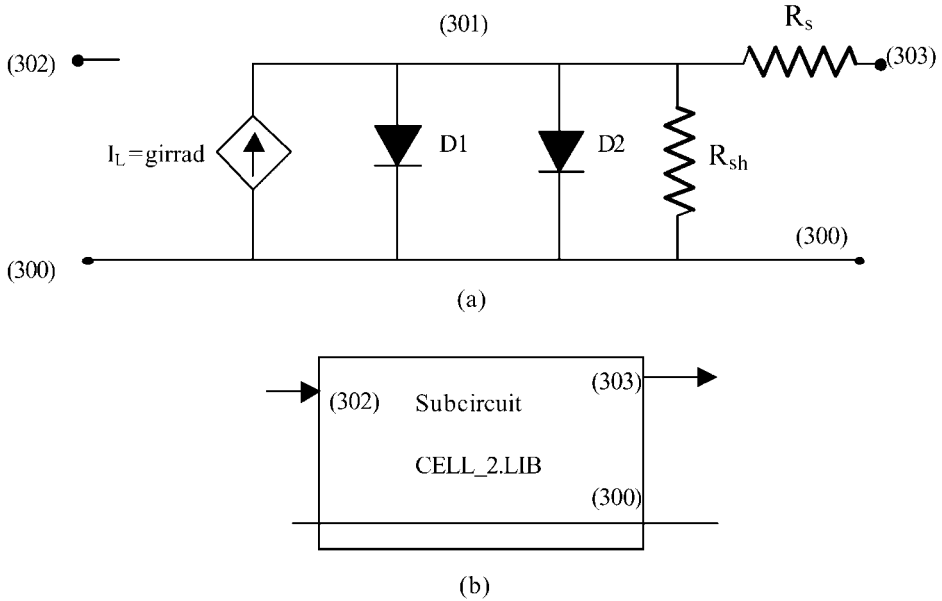 (301)
R_s
(302)
(303)
I_L=girrad
D1
D2
R_sh
(300)
(300)
(a)
(302)
(303)
Subcircuit
CELL_2.LIB
(300)
(b)